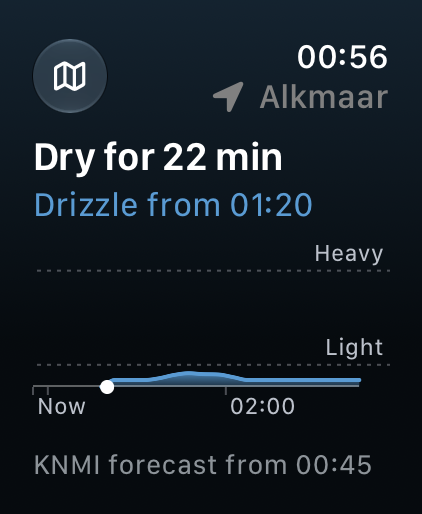 00:56
Alkmaar
Dry for 22 min
Drizzle from 01:20
Heavy
Light
Now
02:00
KNMI forecast from 00:45